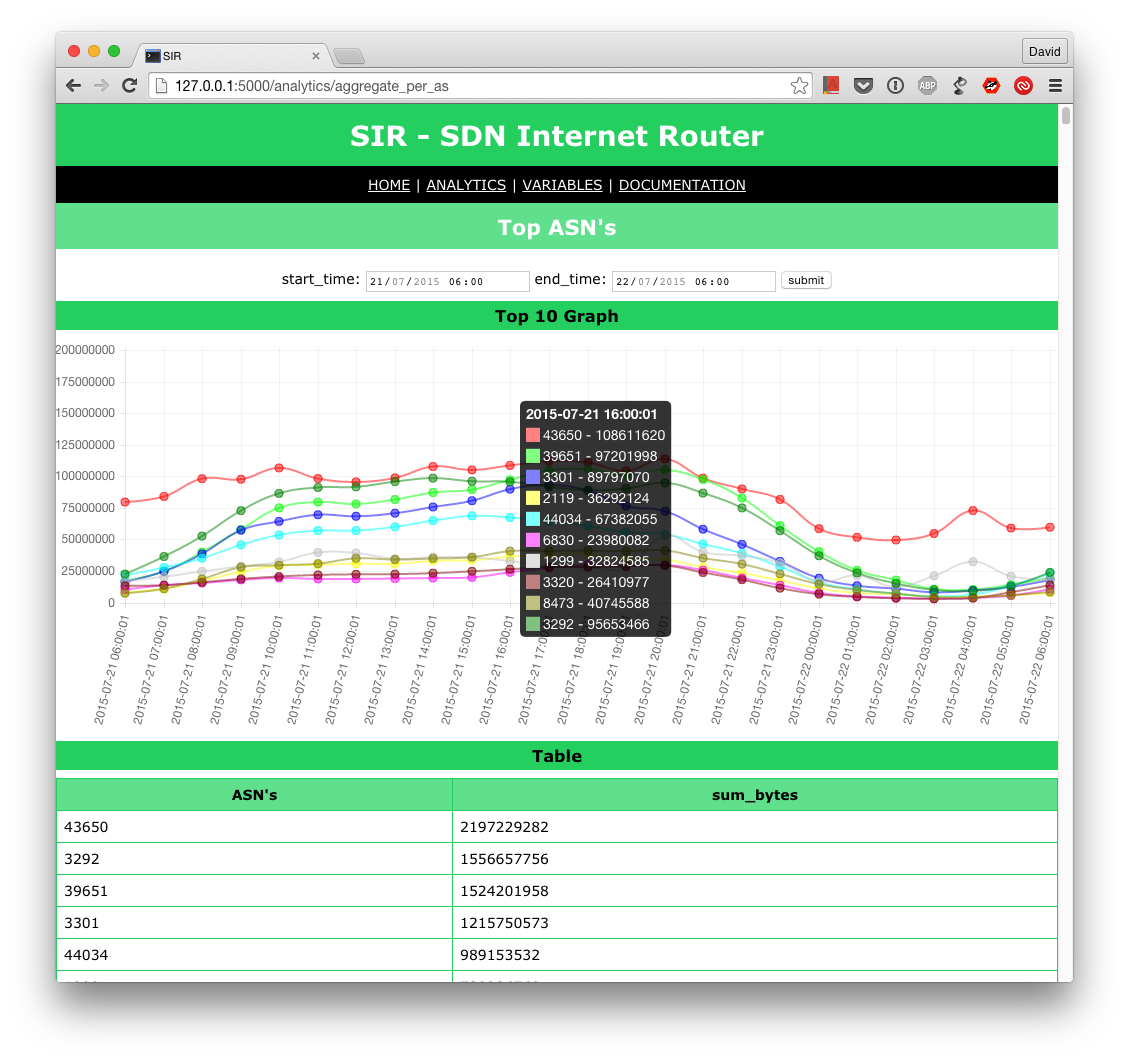 SIR
David
127.0.0.1:5000/analytics/aggregate_per_as
ABP
SIR - SDN Internet Router
HOME | ANALYTICS | VARIABLES | DOCUMENTATION
Top ASN's
start_time: 21/07/2015 06:00 end_time: 22/07/2015 06:00 submit
Top 10 Graph
200000000
175000000
150000000
125000000
100000000
75000000
50000000
25000000
0
2015-07-21 16:00:01
43650 - 108611620
39651 - 97201998
3301 - 89797070
2119 - 36292124
44034 - 67382055
6830 - 23980082
1299 - 32824585
3320 - 26410977
8473 - 40745588
3292 - 95653466
2015-07-21 06:00:01
2015-07-21 07:00:01
2015-07-21 08:00:01
2015-07-21 09:00:01
2015-07-21 10:00:01
2015-07-21 11:00:01
2015-07-21 12:00:01
2015-07-21 13:00:01
2015-07-21 14:00:01
2015-07-21 15:00:01
2015-07-21 16:00:01
2015-07-21 17:00:01
2015-07-21 18:00:01
2015-07-21 19:00:01
2015-07-21 20:00:01
2015-07-21 21:00:01
2015-07-21 22:00:01
2015-07-21 23:00:01
2015-07-22 00:00:01
2015-07-22 01:00:01
2015-07-22 02:00:01
2015-07-22 03:00:01
2015-07-22 04:00:01
2015-07-22 05:00:01
2015-07-22 06:00:01
Table
ASN's sum_bytes
43650 2197229282
3292 1556657756
39651 1524201958
3301 1215750573
44034 989153532